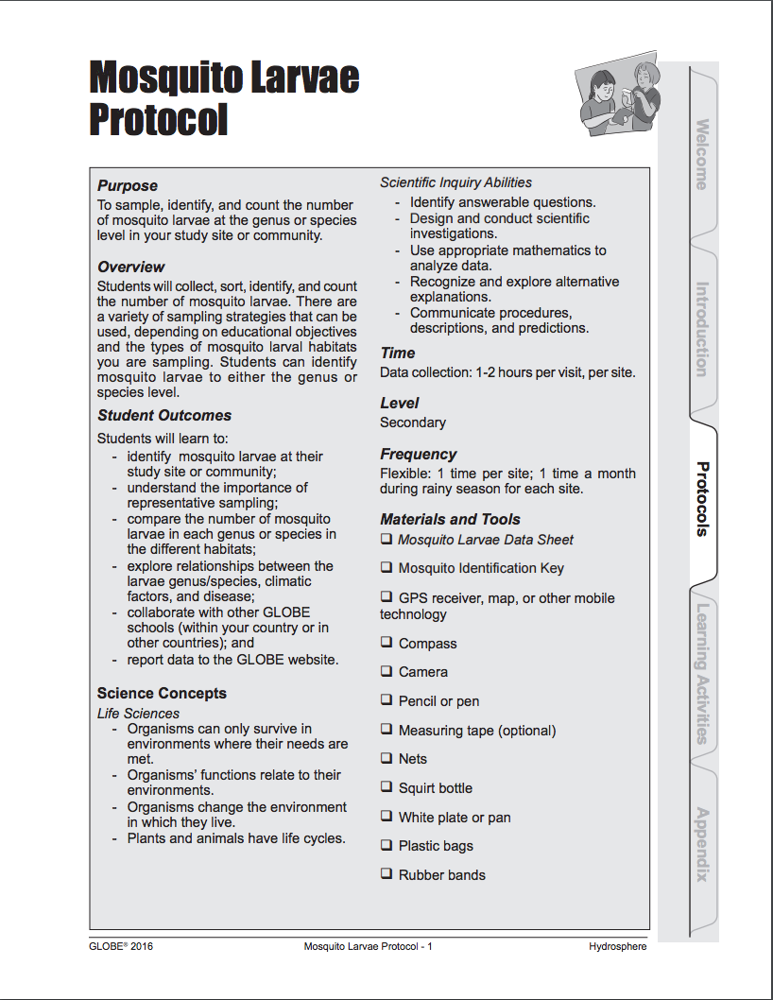 Mosquito Larvae
Protocol
Purpose
To sample, identify, and count the number
of mosquito larvae at the genus or species
level in your study site or community.
Overview
Students will collect, sort, identify, and count
the number of mosquito larvae. There are
a variety of sampling strategies that can be
used, depending on educational objectives
and the types of mosquito larval habitats
you are sampling. Students can identify
mosquito larvae to either the genus or
species level.
Student Outcomes
Students will learn to:
- identify mosquito larvae at their
study site or community;
- understand the importance of
representative sampling;
- compare the number of mosquito
larvae in each genus or species in
the different habitats;
- explore relationships between the
larvae genus/species, climatic
factors, and disease;
- collaborate with other GLOBE
schools (within your country or in
other countries); and
- report data to the GLOBE website.
Science Concepts
Life Sciences
- Organisms can only survive in
environments where their needs are
met.
- Organisms' functions relate to their
environments.
- Organisms change the environment
in which they live.
- Plants and animals have life cycles.
Scientific Inquiry Abilities
- Identify answerable questions.
- Design and conduct scientific
investigations.
- Use appropriate mathematics to
analyze data.
- Recognize and explore alternative
explanations.
- Communicate procedures,
descriptions, and predictions.
Time
Data collection: 1-2 hours per visit, per site.
Level
Secondary
Frequency
Flexible: 1 time per site; 1 time a month
during rainy season for each site.
Materials and Tools
❑ Mosquito Larvae Data Sheet
❑ Mosquito Identification Key
❑ GPS receiver, map, or other mobile
technology
❑ Compass
❑ Camera
❑ Pencil or pen
❑ Measuring tape (optional)
❑ Nets
❑ Squirt bottle
❑ White plate or pan
❑ Plastic bags
❑ Rubber bands
Welcome
Introduction
Protocols
Learning Activities
Appendix
GLOBE® 2016
Mosquito Larvae Protocol - 1
Hydrosphere